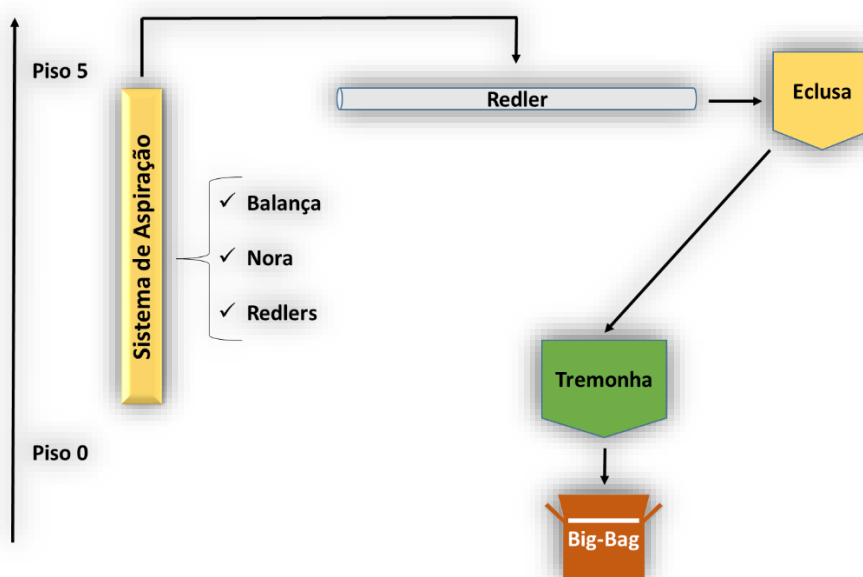 Piso 5
Redler
Eclusa
Sistema de Aspiração
✓ Balança
✓ Nora
✓ Redlers
Tremonha
Piso 0
Big-Bag